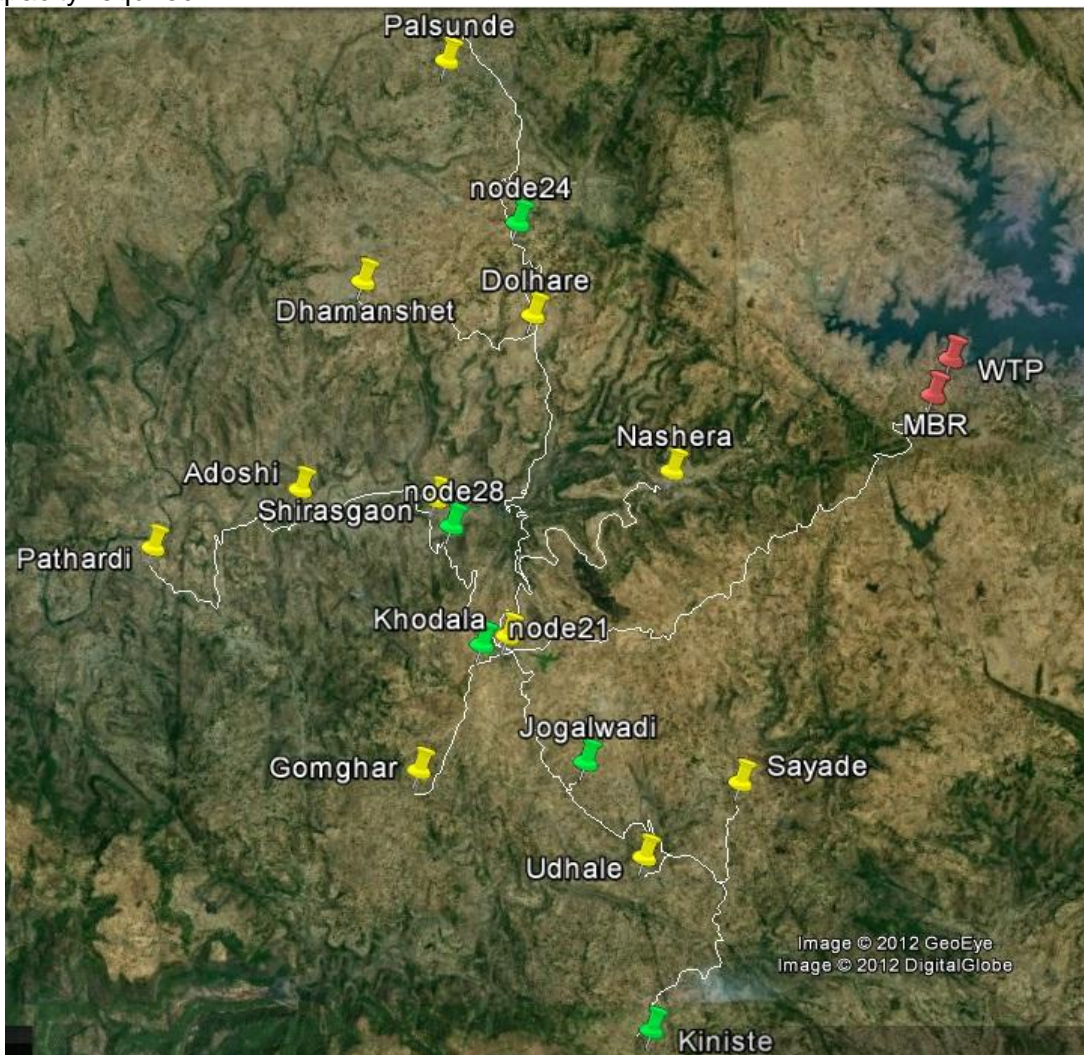 Palsunde
node24
Dolhare
Dhamanshet
WTP
MBR
Nashera
Adoshi
node28
Shirasgaon
Pathardi
Khodala
node21
Jogalwadi
Gomghar
Sayade
Udhale
Image © 2012 GeoEye
Image © 2012 DigitalGlobe
Kiniste